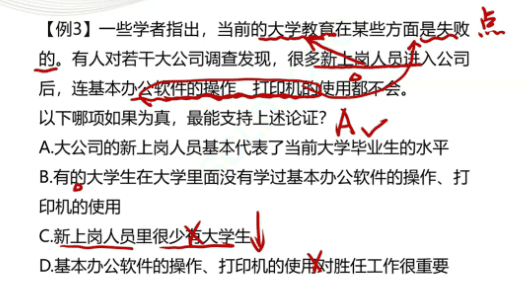 【例3】一些学者指出，当前的大学教育在某些方面是失败 点
的。有人对若干大公司调查发现，很多新上岗人员进入公司
后，连基本办公软件的操作、打印机的使用都不会。
以下哪项如果为真，最能支持上述论证？ A✓
A.大公司的新上岗人员基本代表了当前大学毕业生的水平
B.有的大学生在大学里面没有学过基本办公软件的操作、打
印机的使用
C.新上岗人员里很少有大学生
D.基本办公软件的操作、打印机的使用对胜任工作很重要